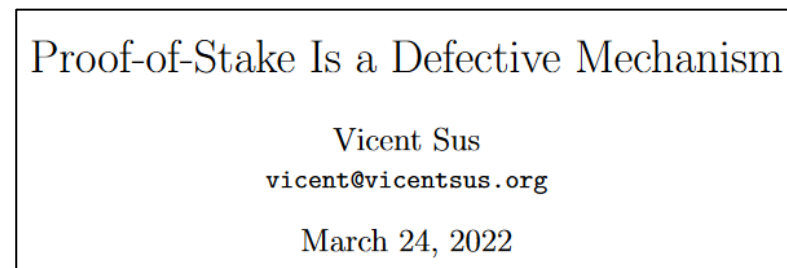 Proof-of-Stake Is a Defective Mechanism
Vicent Sus
vicent@vicentsus.org
March 24, 2022